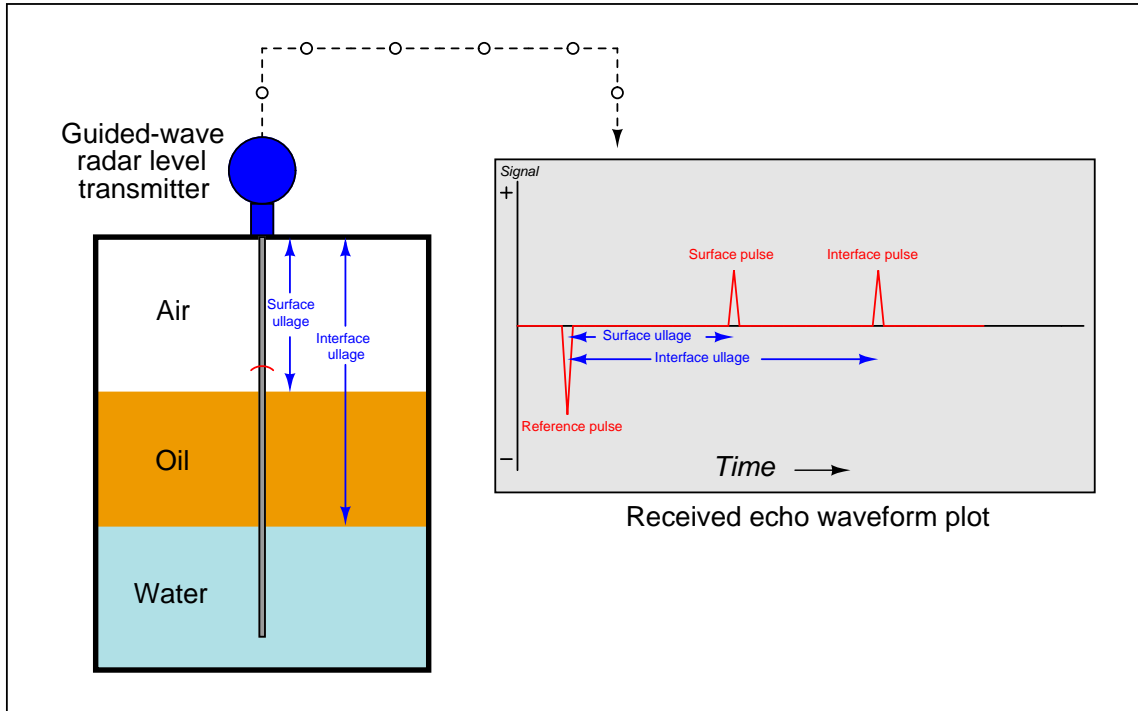 Guided-wave
radar level
transmitter
Air
Surface
ullage
Interface
ullage
Oil
Water
Signal
+
Surface pulse
Interface pulse
Surface ullage
Interface ullage
Reference pulse
−
Time
Received echo waveform plot